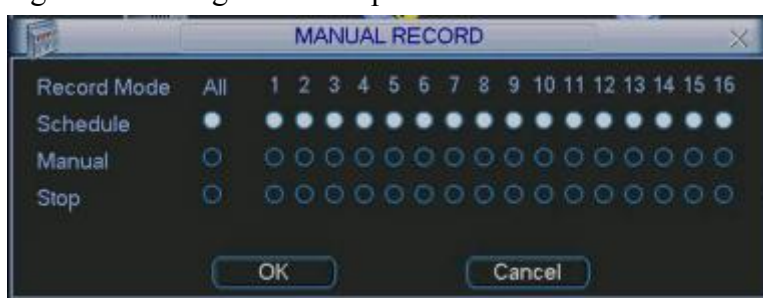 MANUAL RECORD
Record Mode All 1 2 3 4 5 6 7 8 9 10 11 12 13 14 15 16
Schedule
Manual
Stop
OK Cancel